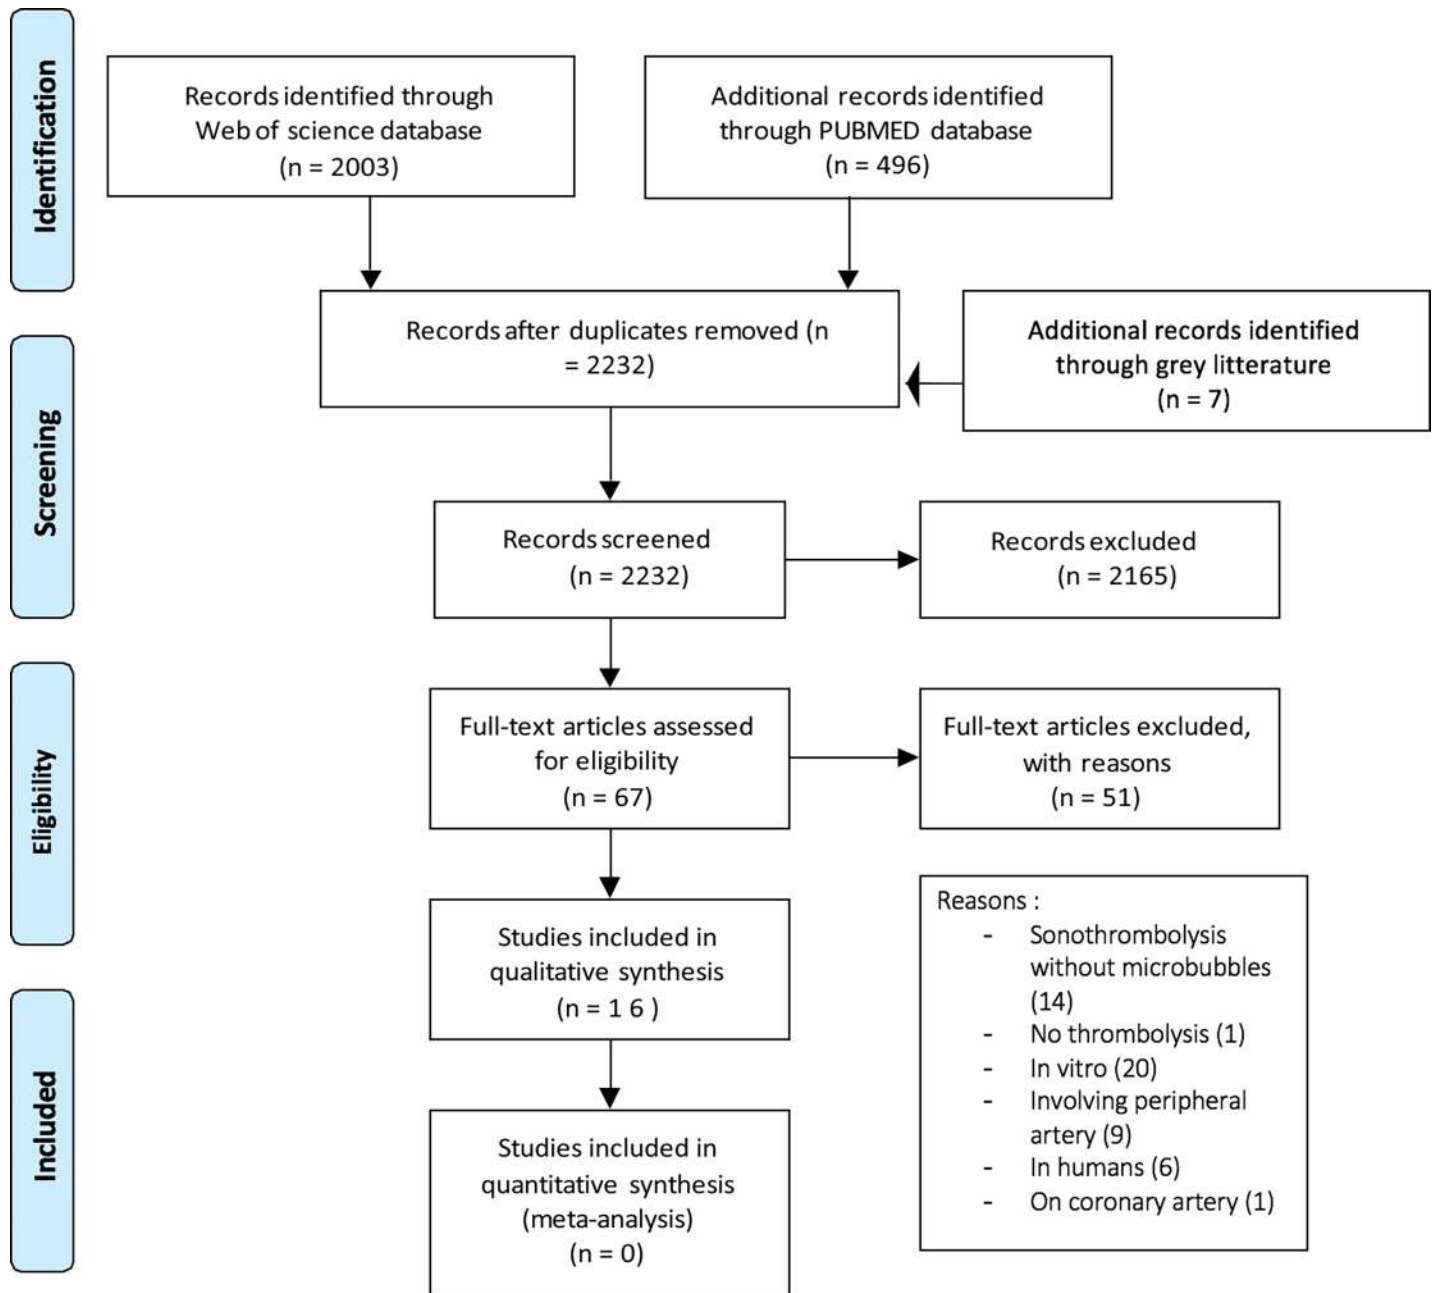 Identification
Records identified through
Web of science database
(n = 2003)
Additional records identified
through PUBMED database
(n = 496)
Records after duplicates removed (n
= 2232)
Additional records identified
through grey litterature
(n = 7)
Screening
Records screened
(n = 2232)
Records excluded
(n = 2165)
Eligibility
Full-text articles assessed
for eligibility
(n = 67)
Full-text articles excluded,
with reasons
(n = 51)
Reasons :
- Sonothrombolysis
without microbubbles
(14)
- No thrombolysis (1)
- In vitro (20)
- Involving peripheral
artery (9)
- In humans (6)
- On coronary artery (1)
Studies included in
qualitative synthesis
(n = 1 6 )
Included
Studies included in
quantitative synthesis
(meta-analysis)
(n = 0)